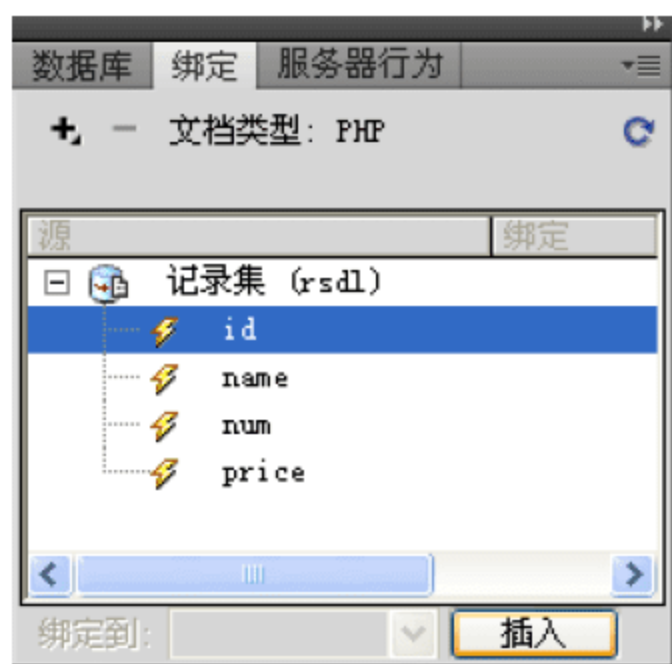 数据库 绑定 服务器行为
文档类型: PHP
源 绑定
记录集 (rsdl)
id
name
num
price
绑定到: 插入